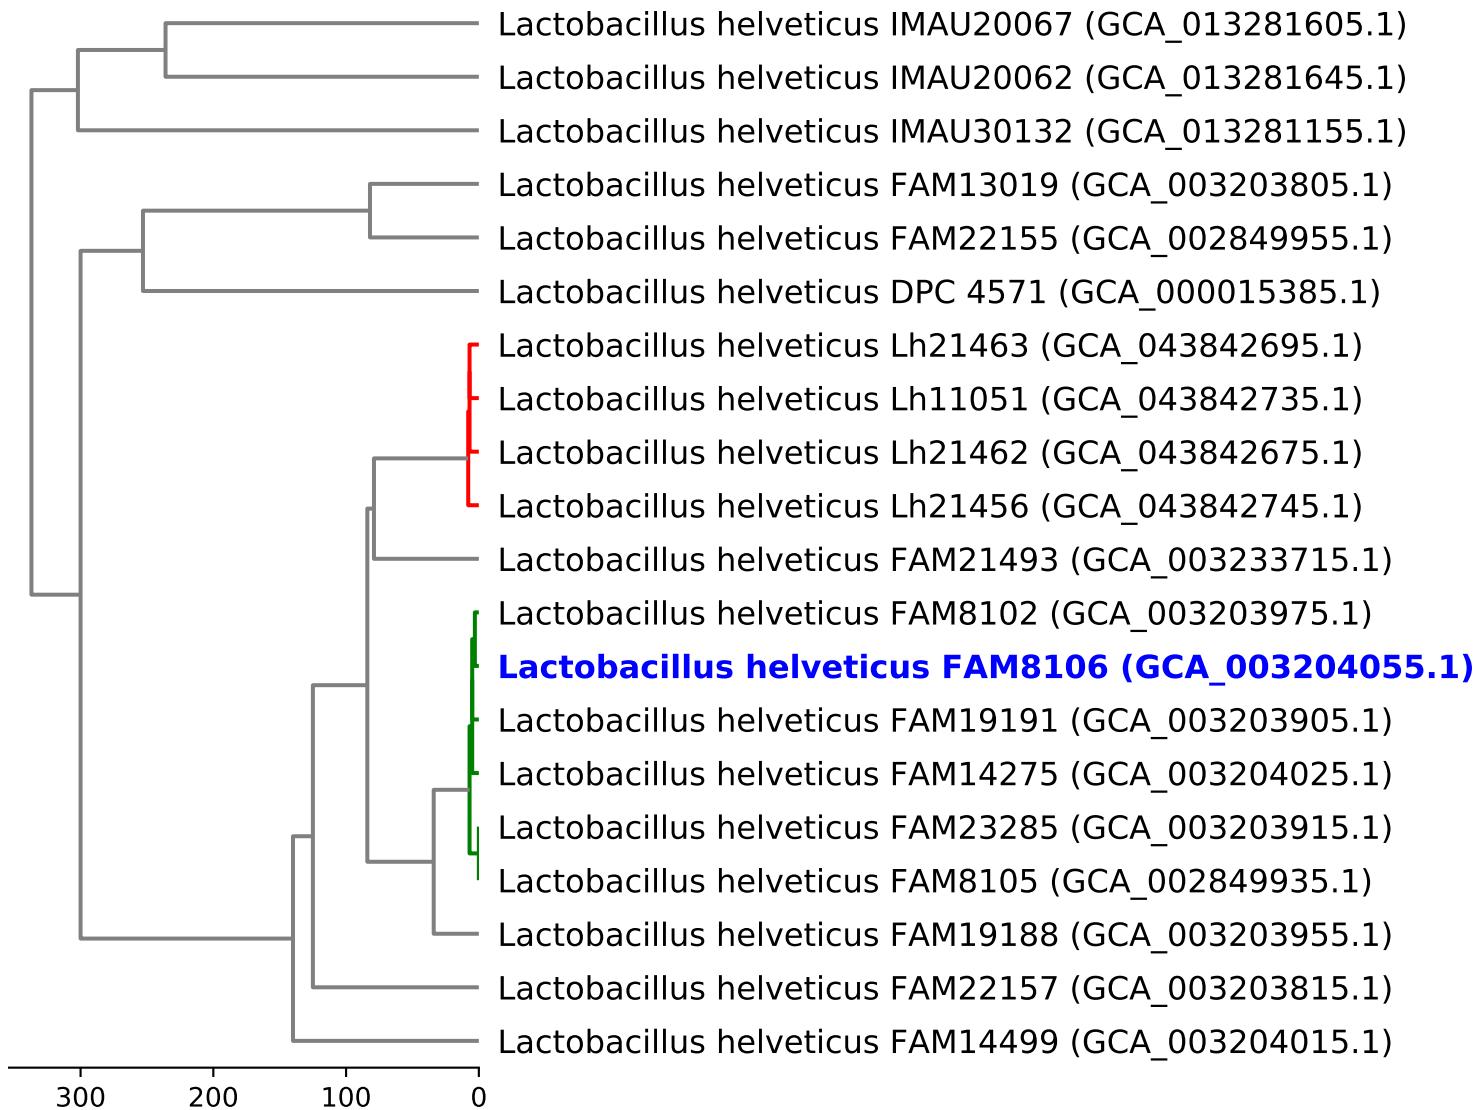 Lactobacillus helveticus IMAU20067 (GCA_013281605.1)
Lactobacillus helveticus IMAU20062 (GCA_013281645.1)
Lactobacillus helveticus IMAU30132 (GCA_013281155.1)
Lactobacillus helveticus FAM13019 (GCA_003203805.1)
Lactobacillus helveticus FAM22155 (GCA_002849955.1)
Lactobacillus helveticus DPC 4571 (GCA_000015385.1)
Lactobacillus helveticus Lh21463 (GCA_043842695.1)
Lactobacillus helveticus Lh11051 (GCA_043842735.1)
Lactobacillus helveticus Lh21462 (GCA_043842675.1)
Lactobacillus helveticus Lh21456 (GCA_043842745.1)
Lactobacillus helveticus FAM21493 (GCA_003233715.1)
Lactobacillus helveticus FAM8102 (GCA_003203975.1)
Lactobacillus helveticus FAM8106 (GCA_003204055.1)
Lactobacillus helveticus FAM19191 (GCA_003203905.1)
Lactobacillus helveticus FAM14275 (GCA_003204025.1)
Lactobacillus helveticus FAM23285 (GCA_003203915.1)
Lactobacillus helveticus FAM8105 (GCA_002849935.1)
Lactobacillus helveticus FAM19188 (GCA_003203955.1)
Lactobacillus helveticus FAM22157 (GCA_003203815.1)
Lactobacillus helveticus FAM14499 (GCA_003204015.1)
300 200 100 0